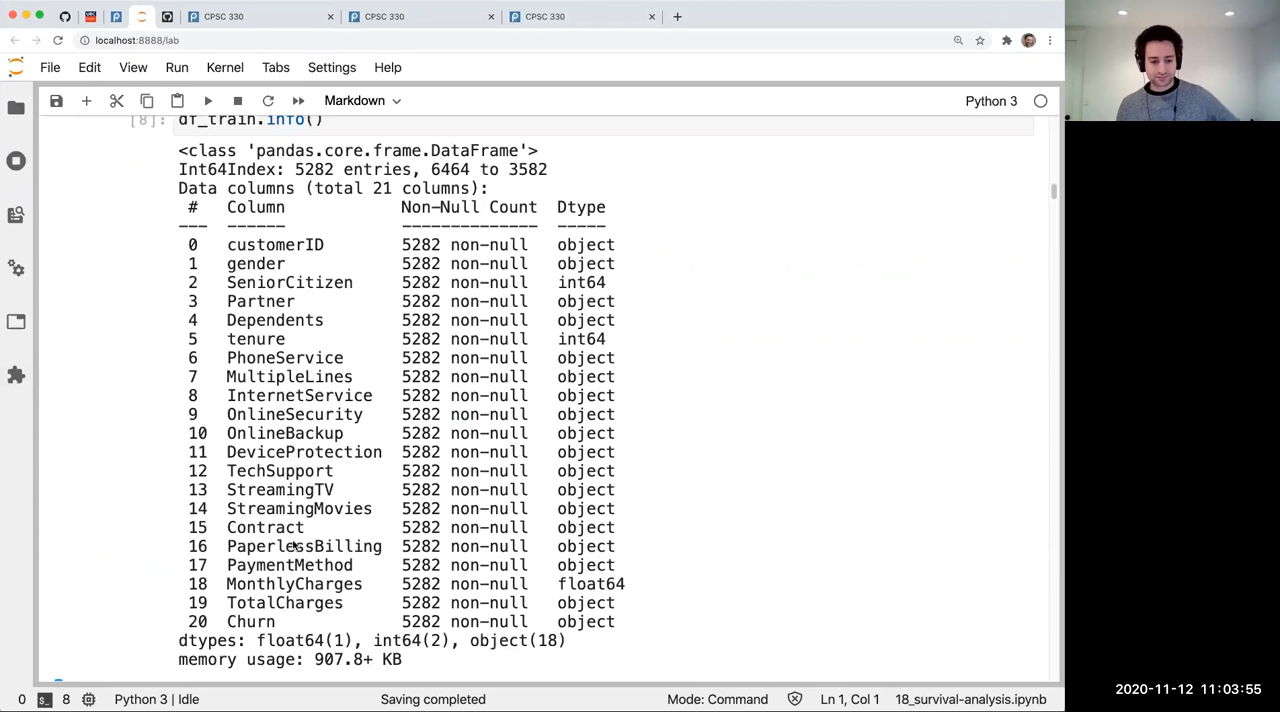 CPSC 330
CPSC 330
CPSC 330
localhost:8888/lab
File Edit View Run Kernel Tabs Settings Help
Markdown
Python 3
[8]: df_train.info()
<class 'pandas.core.frame.DataFrame'>
Int64Index: 5282 entries, 6464 to 3582
Data columns (total 21 columns):
# Column Non-Null Count Dtype
--- ------ -------------- -----
0 customerID 5282 non-null object
1 gender 5282 non-null object
2 SeniorCitizen 5282 non-null int64
3 Partner 5282 non-null object
4 Dependents 5282 non-null object
5 tenure 5282 non-null int64
6 PhoneService 5282 non-null object
7 MultipleLines 5282 non-null object
8 InternetService 5282 non-null object
9 OnlineSecurity 5282 non-null object
10 OnlineBackup 5282 non-null object
11 DeviceProtection 5282 non-null object
12 TechSupport 5282 non-null object
13 StreamingTV 5282 non-null object
14 StreamingMovies 5282 non-null object
15 Contract 5282 non-null object
16 PaperlessBilling 5282 non-null object
17 PaymentMethod 5282 non-null object
18 MonthlyCharges 5282 non-null float64
19 TotalCharges 5282 non-null object
20 Churn 5282 non-null object
dtypes: float64(1), int64(2), object(18)
memory usage: 907.8+ KB
0 8 Python 3 | Idle Saving completed Mode: Command Ln 1, Col 1 18_survival-analysis.ipynb
2020-11-12 11:03:55